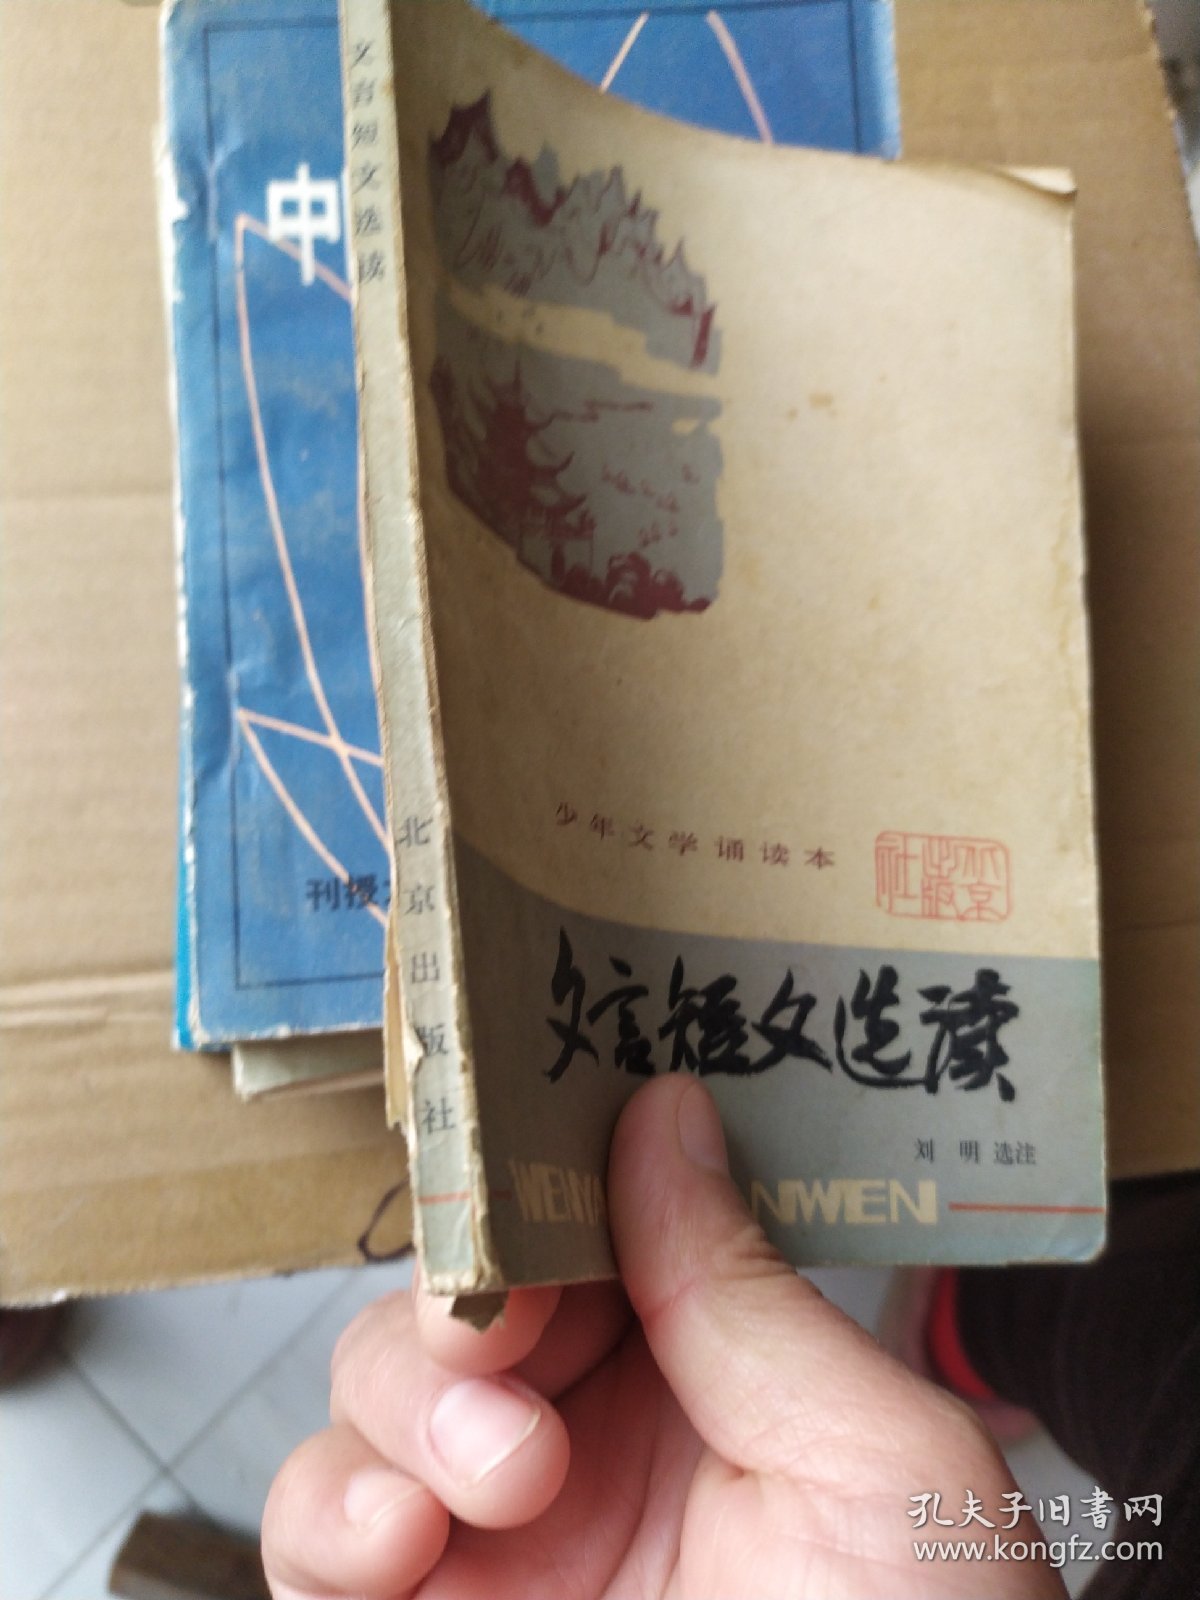 文言短文选读
北京出版社
少年文学诵读本
北京出版社
文言短文选读
刘明 选注
中
刊授
孔夫子旧书网
www.kongfz.com